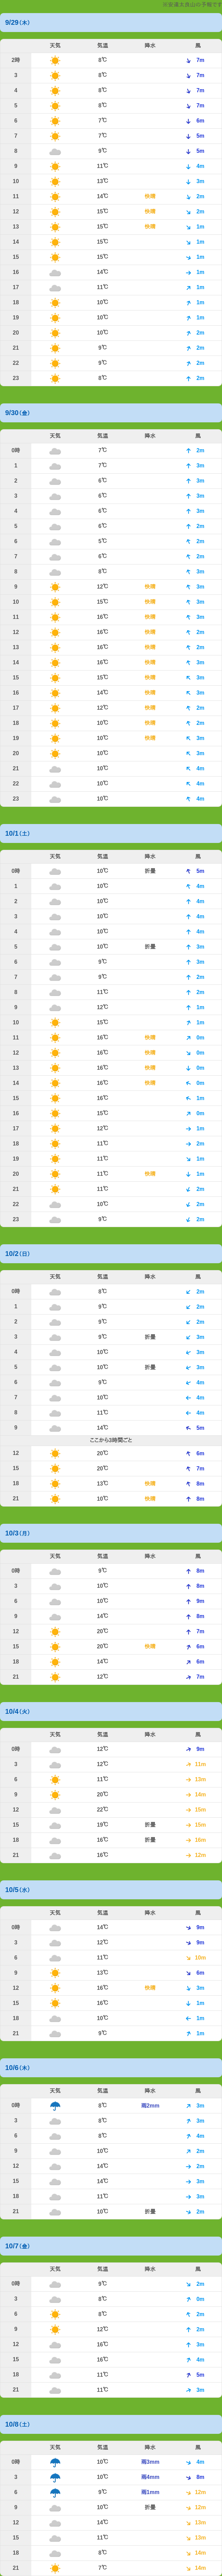 の予報です
9/29(木)
天気 気温 降水 風
2時 8℃ 7m
3 8℃ 7m
4 8℃ 7m
5 8℃ 7m
6 7℃ 6m
7 7℃ 5m
8 9℃ 5m
9 11℃ 4m
10 13℃ 3m
11 14℃ 快晴 2m
12 15℃ 快晴 2m
13 15℃ 快晴 1m
14 15℃ 1m
15 15℃ 1m
16 14℃ 1m
17 11℃ 1m
18 10℃ 1m
19 10℃ 1m
20 10℃ 2m
21 9℃ 2m
22 9℃ 2m
23 8℃ 2m
9/30(金)
天気 気温 降水 風
0時 7℃ 2m
1 7℃ 3m
2 6℃ 3m
3 6℃ 3m
4 6℃ 3m
5 6℃ 2m
6 5℃ 2m
7 6℃ 2m
8 8℃ 3m
9 12℃ 快晴 3m
10 15℃ 快晴 3m
11 16℃ 快晴 3m
12 16℃ 快晴 2m
13 16℃ 快晴 2m
14 16℃ 快晴 3m
15 15℃ 快晴 3m
16 14℃ 快晴 3m
17 12℃ 快晴 2m
18 10℃ 快晴 2m
19 10℃ 快晴 3m
20 10℃ 3m
21 10℃ 4m
22 10℃ 4m
23 10℃ 4m
10/1(土)
天気 気温 降水 風
0時 10℃ 折曇 5m
1 10℃ 4m
2 10℃ 4m
3 10℃ 4m
4 10℃ 4m
5 10℃ 折曇 3m
6 9℃ 3m
7 9℃ 2m
8 11℃ 2m
9 12℃ 1m
10 15℃ 1m
11 16℃ 快晴 0m
12 16℃ 快晴 0m
13 16℃ 快晴 0m
14 16℃ 快晴 0m
15 16℃ 1m
16 15℃ 0m
17 12℃ 1m
18 11℃ 2m
19 11℃ 1m
20 11℃ 快晴 1m
21 11℃ 2m
22 10℃ 2m
23 9℃ 2m
10/2(日)
天気 気温 降水 風
0時 8℃ 2m
1 9℃ 2m
2 9℃ 2m
3 9℃ 折曇 3m
4 10℃ 3m
5 10℃ 折曇 3m
6 9℃ 4m
7 10℃ 4m
8 11℃ 4m
9 14℃ 5m
ここから3時間ごと
12 20℃ 6m
15 20℃ 7m
18 13℃ 快晴 8m
21 10℃ 快晴 8m
10/3(月)
天気 気温 降水 風
0時 9℃ 8m
3 10℃ 8m
6 10℃ 9m
9 14℃ 8m
12 20℃ 7m
15 20℃ 快晴 6m
18 14℃ 6m
21 12℃ 7m
10/4(火)
天気 気温 降水 風
0時 12℃ 9m
3 12℃ 11m
6 11℃ 13m
9 20℃ 14m
12 22℃ 15m
15 19℃ 折曇 15m
18 16℃ 折曇 16m
21 16℃ 12m
10/5(水)
天気 気温 降水 風
0時 14℃ 9m
3 12℃ 9m
6 11℃ 10m
9 13℃ 6m
12 16℃ 快晴 3m
15 16℃ 1m
18 10℃ 1m
21 9℃ 1m
10/6(木)
天気 気温 降水 風
0時 8℃ 雨2mm 3m
3 8℃ 3m
6 8℃ 4m
9 10℃ 2m
12 14℃ 2m
15 14℃ 3m
18 11℃ 3m
21 10℃ 折曇 2m
10/7(金)
天気 気温 降水 風
0時 9℃ 2m
3 8℃ 0m
6 8℃ 2m
9 12℃ 2m
12 16℃ 3m
15 16℃ 4m
18 11℃ 5m
21 11℃ 3m
10/8(土)
天気 気温 降水 風
0時 10℃ 雨3mm 4m
3 10℃ 雨4mm 8m
6 9℃ 雨1mm 12m
9 10℃ 折曇 12m
12 14℃ 13m
15 11℃ 13m
18 8℃ 14m
21 7℃ 14m